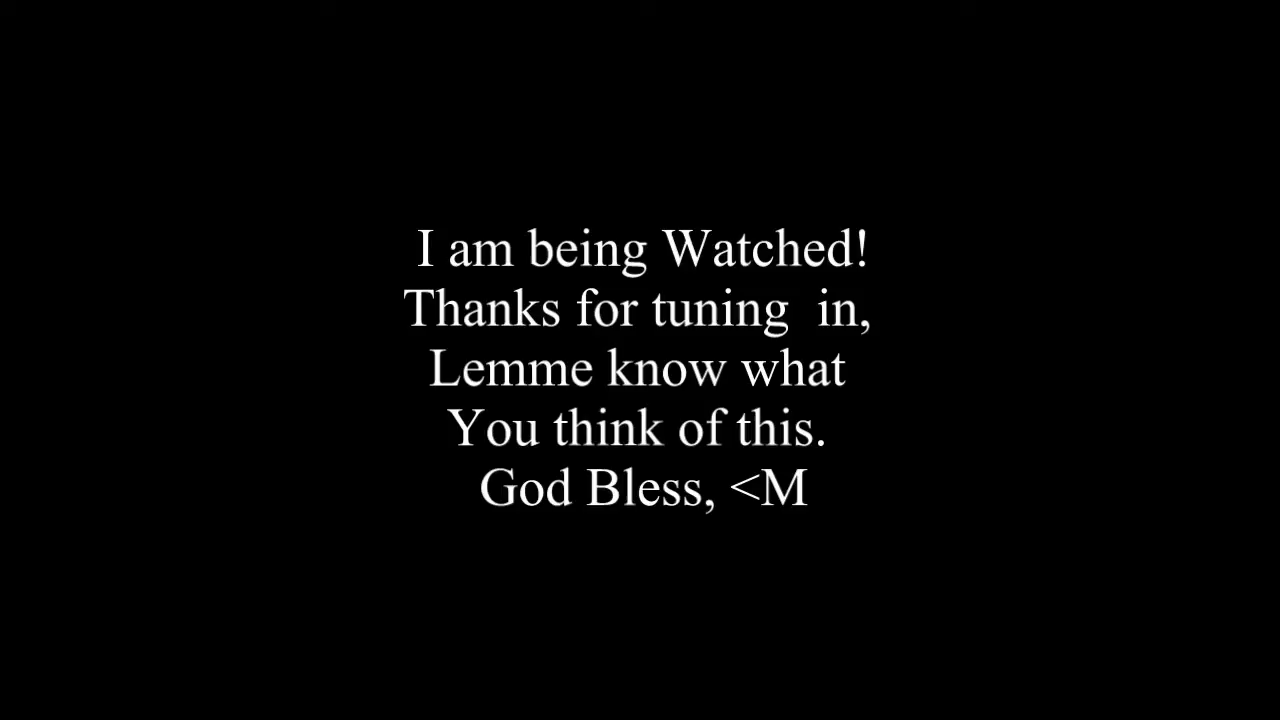 I am being Watched!
Thanks for tuning  in,
Lemme know what
You think of this.
God Bless, <M